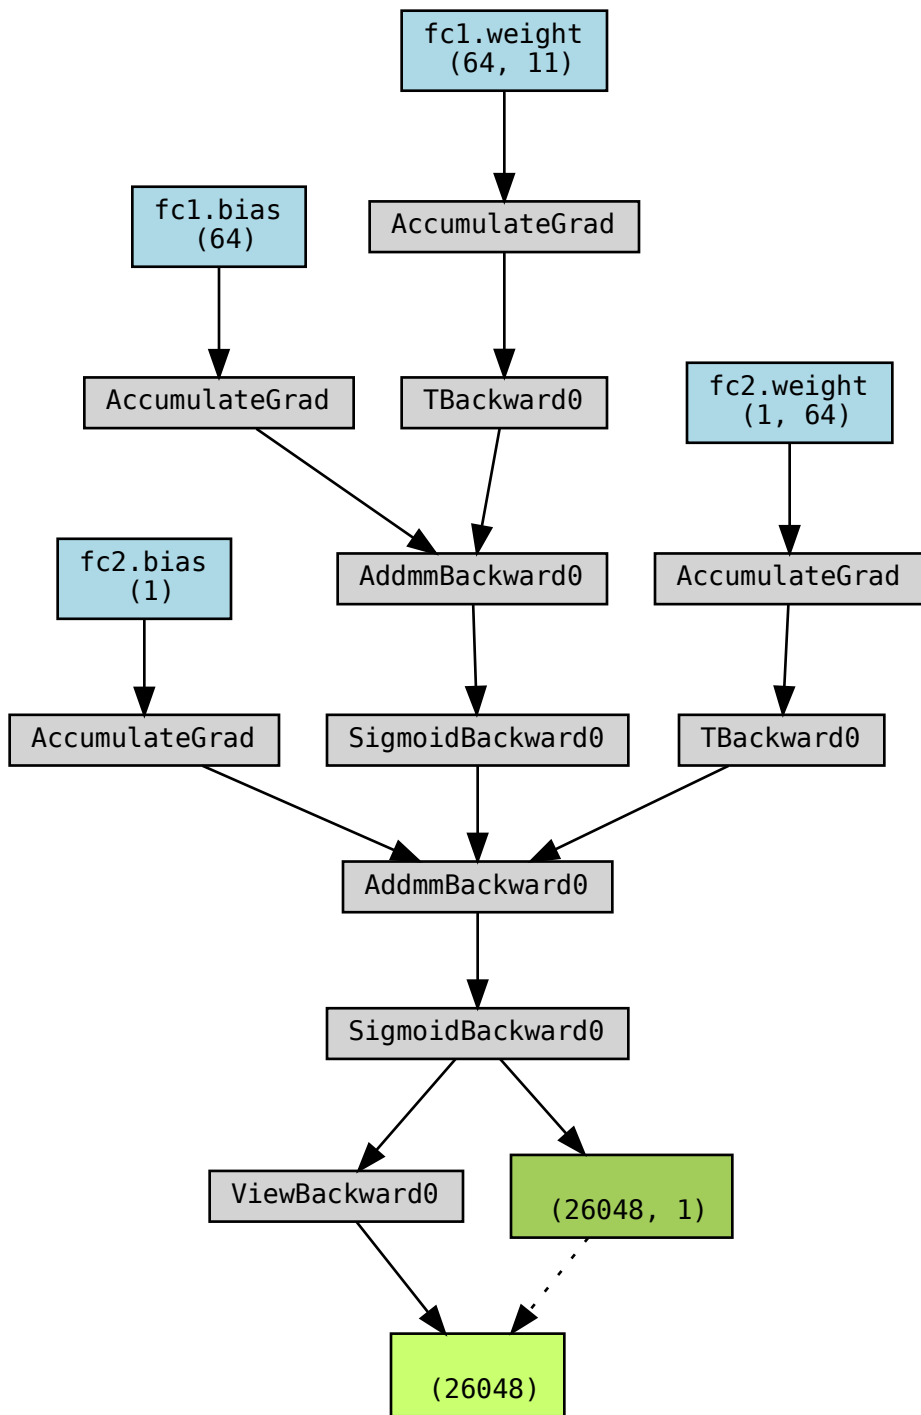 fc1.weight
(64, 11)
fc1.bias
(64)
AccumulateGrad
AccumulateGrad
TBackward0
fc2.weight
(1, 64)
fc2.bias
(1)
AddmmBackward0
AccumulateGrad
AccumulateGrad
SigmoidBackward0
TBackward0
AddmmBackward0
SigmoidBackward0
ViewBackward0
(26048, 1)
(26048)